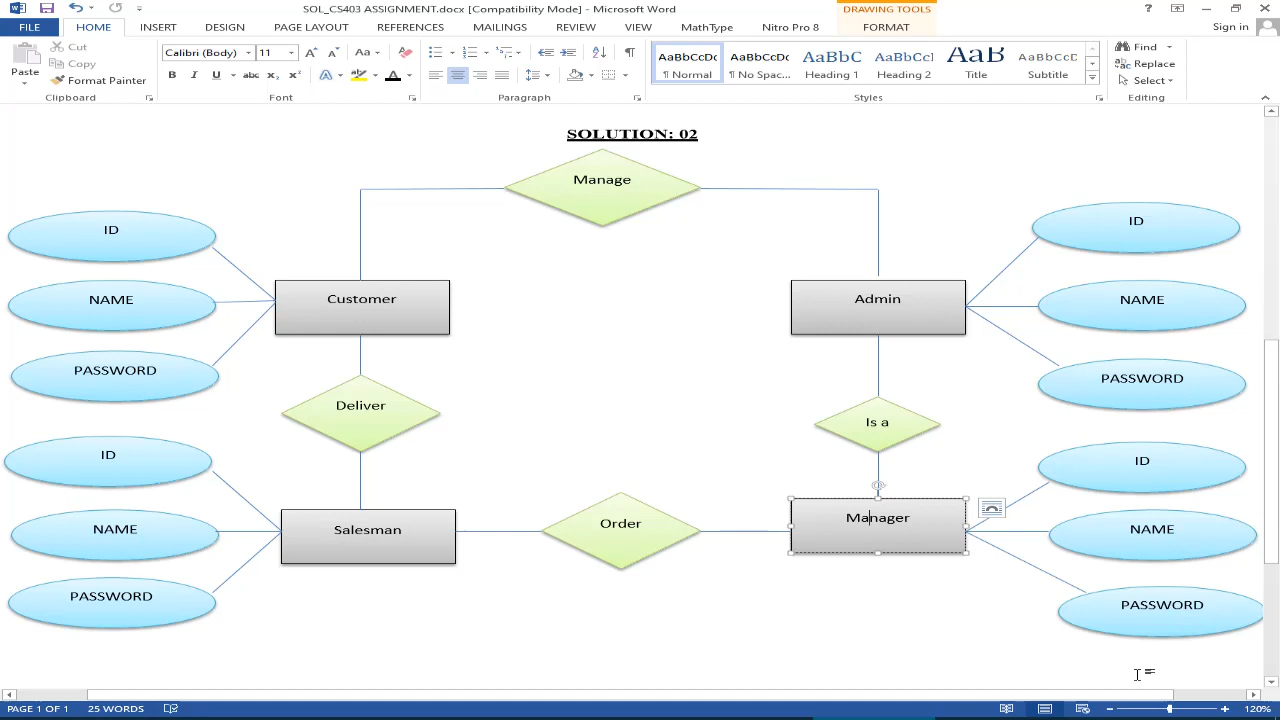 SOL_CS403 ASSIGNMENT.docx [Compatibility Mode] - Microsoft Word
DRAWING TOOLS
FILE HOME INSERT DESIGN PAGE LAYOUT REFERENCES MAILINGS REVIEW VIEW MathType Nitro Pro 8 FORMAT Sign in
Paste
Cut
Copy
Format Painter
Clipboard
Calibri (Body) 11
Font
Paragraph
AaBbCcDc AaBbCcDc AaBbC AaBbCcI AaB AaBbCcD
¶ Normal ¶ No Spac... Heading 1 Heading 2 Title Subtitle
Styles
Find
Replace
Select
Editing
SOLUTION: 02
Manage
ID
NAME
PASSWORD
Customer
Admin
ID
NAME
PASSWORD
Deliver
Is a
ID
NAME
PASSWORD
Salesman
Order
Manager
ID
NAME
PASSWORD
PAGE 1 OF 1 25 WORDS 120%